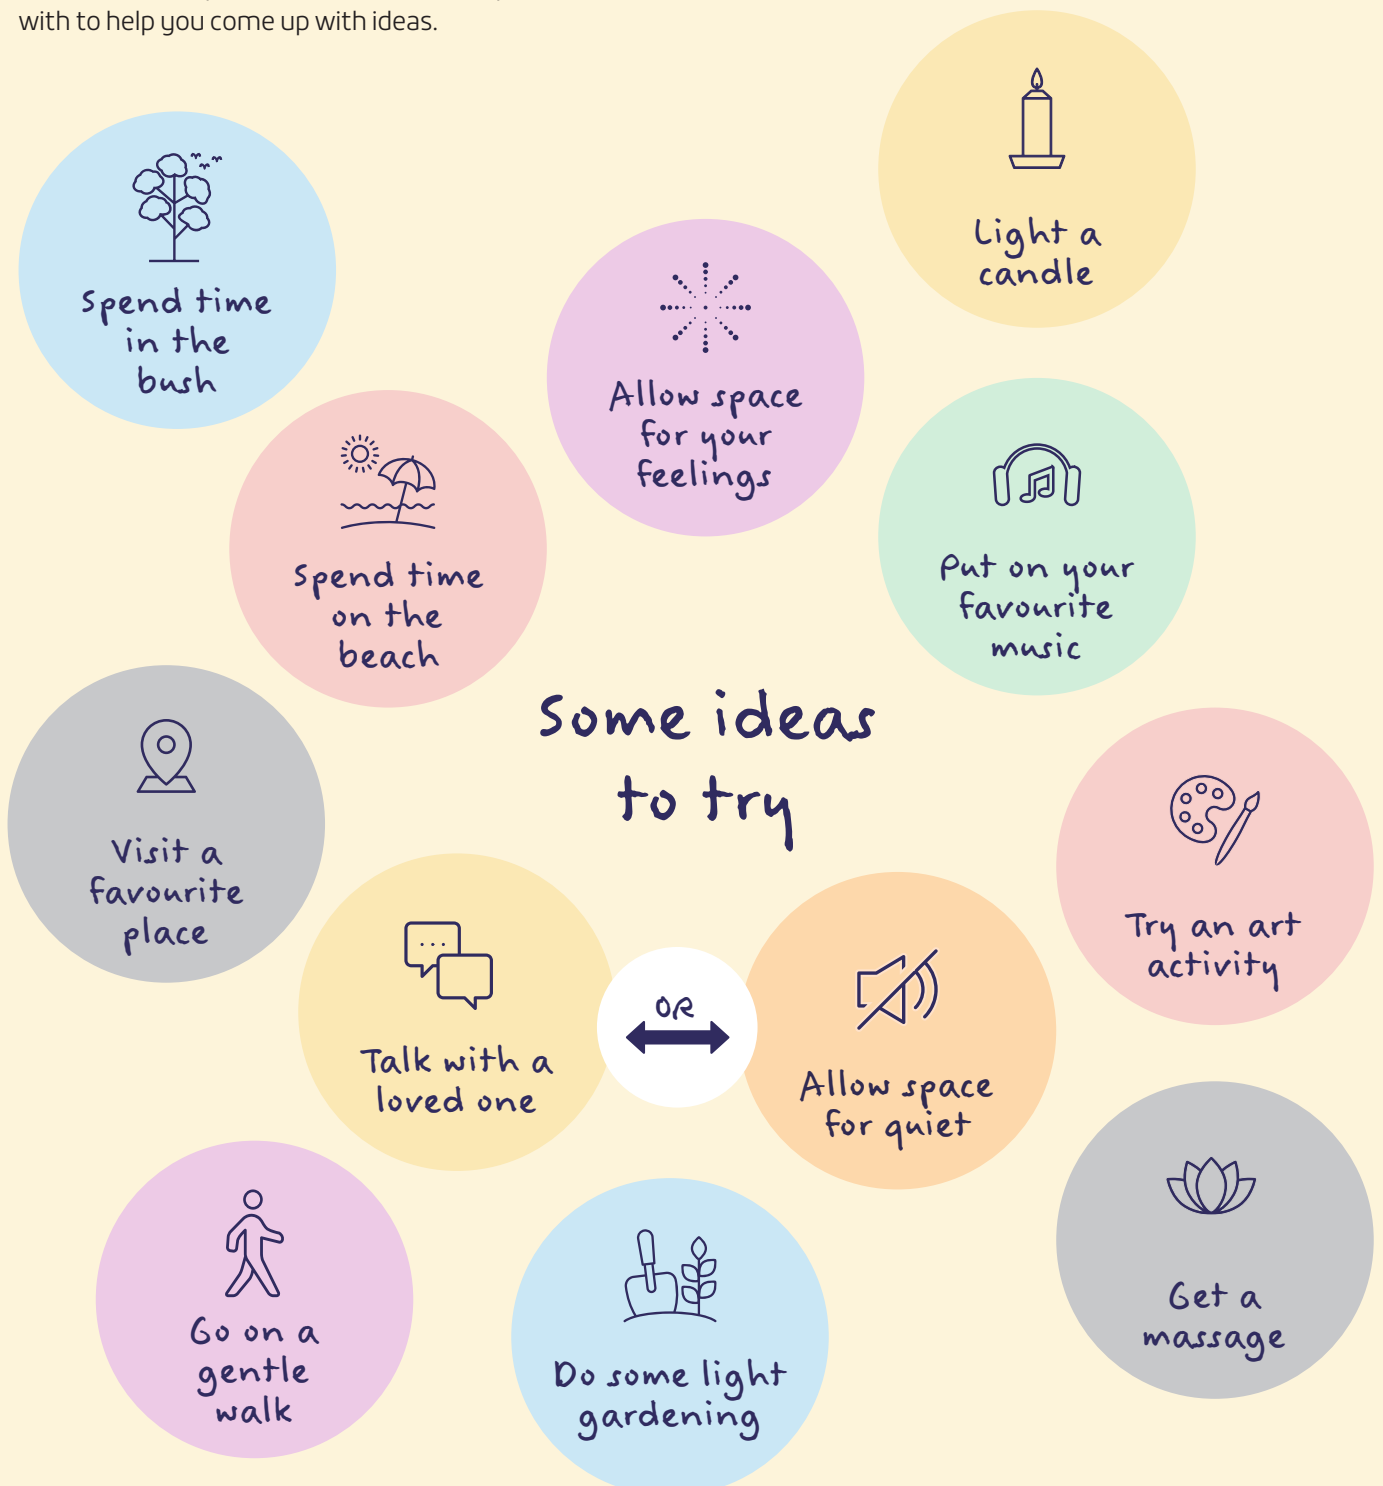 with to help you come up with ideas.
Light a
candle
Spend time
in the
bush
Allow space
for your
feelings
Put on your
favourite
music
Spend time
on the
beach
Some ideas
to try
Visit a
favourite
place
Try an art
activity
Talk with a
loved one
OR
Allow space
for quiet
Get a
massage
Go on a
gentle
walk
Do some light
gardening